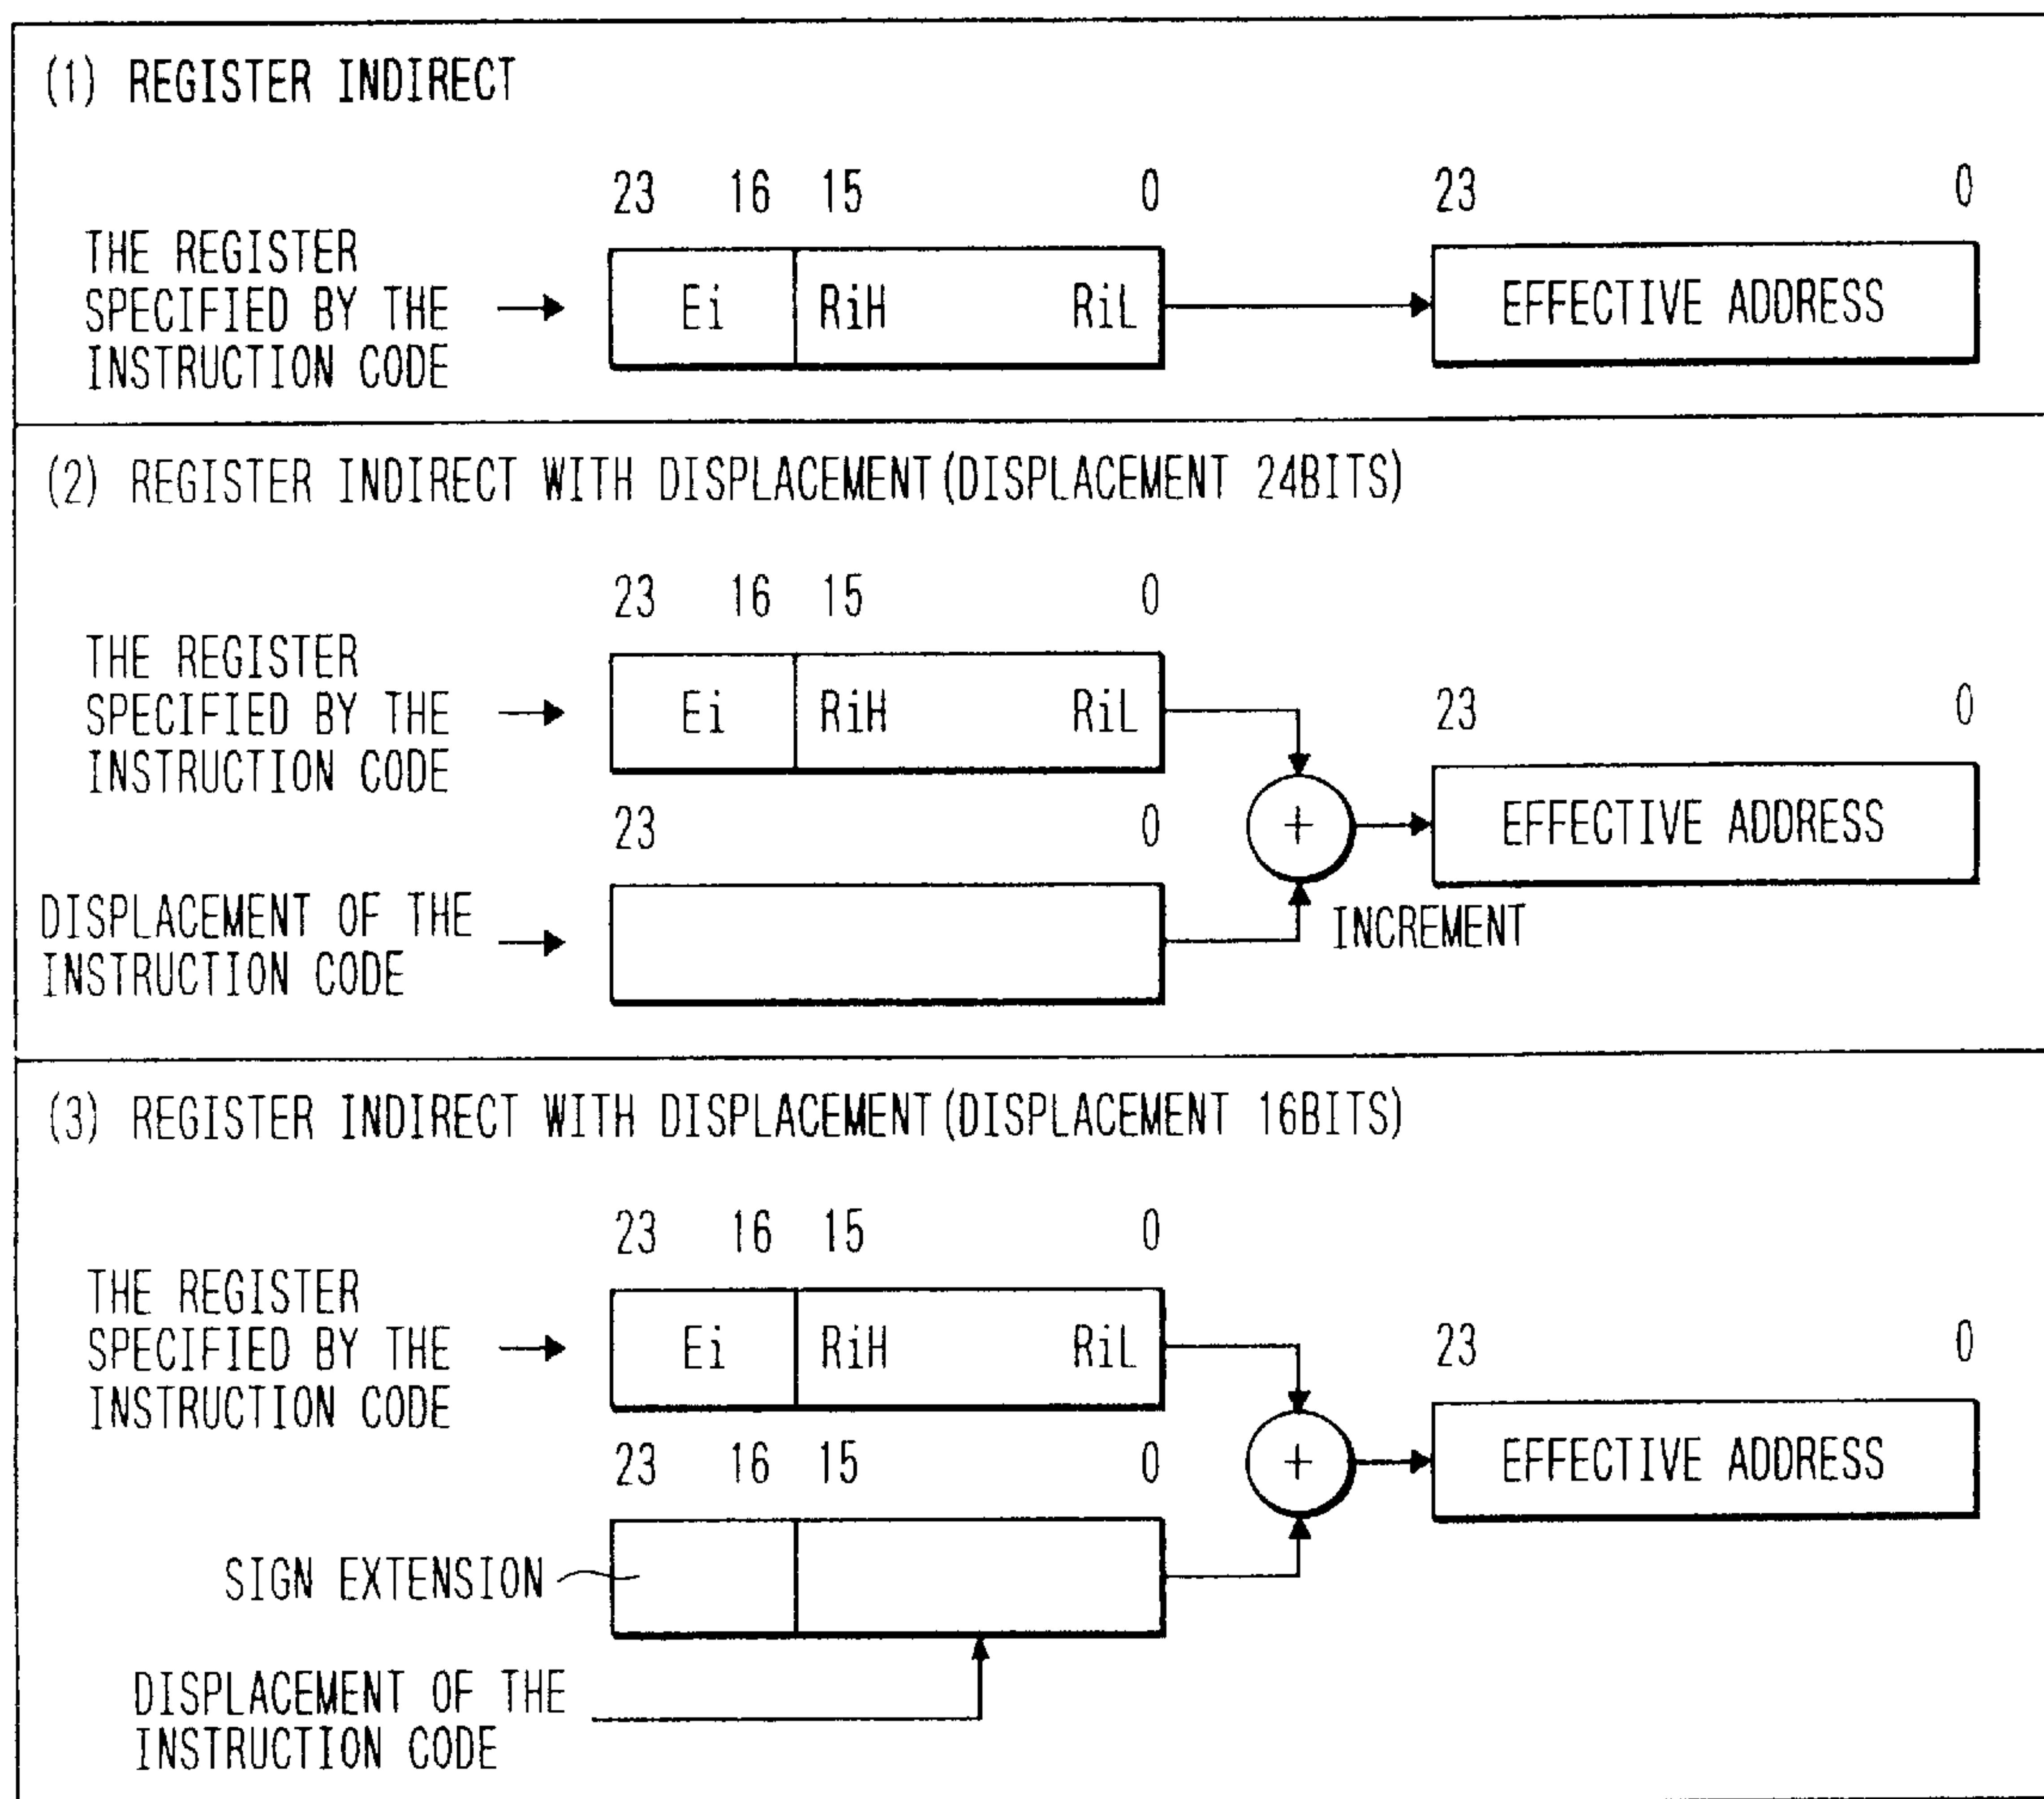 (1) REGISTER INDIRECT
23 16 15 0 23 0
THE REGISTER
SPECIFIED BY THE
INSTRUCTION CODE
Ei RiH RiL EFFECTIVE ADDRESS
(2) REGISTER INDIRECT WITH DISPLACEMENT(DISPLACEMENT 24BITS)
23 16 15 0
THE REGISTER
SPECIFIED BY THE
INSTRUCTION CODE
Ei RiH RiL
23 0
23 0
+
EFFECTIVE ADDRESS
DISPLACEMENT OF THE
INSTRUCTION CODE
INCREMENT
(3) REGISTER INDIRECT WITH DISPLACEMENT(DISPLACEMENT 16BITS)
23 16 15 0
THE REGISTER
SPECIFIED BY THE
INSTRUCTION CODE
Ei RiH RiL
23 0
23 16 15 0
+
EFFECTIVE ADDRESS
SIGN EXTENSION
DISPLACEMENT OF THE
INSTRUCTION CODE